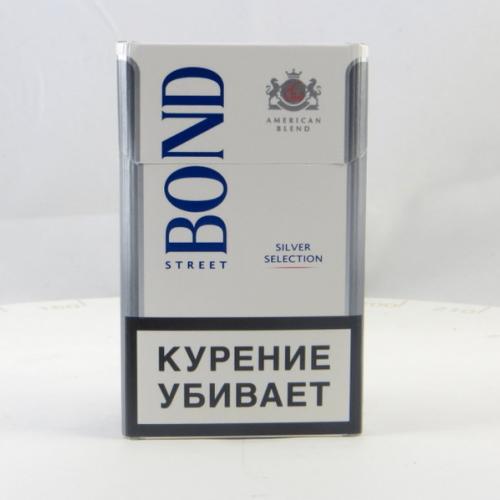 BOND
STREET
AMERICAN
BLEND
SILVER
SELECTION
КУРЕНИЕ
УБИВАЕТ